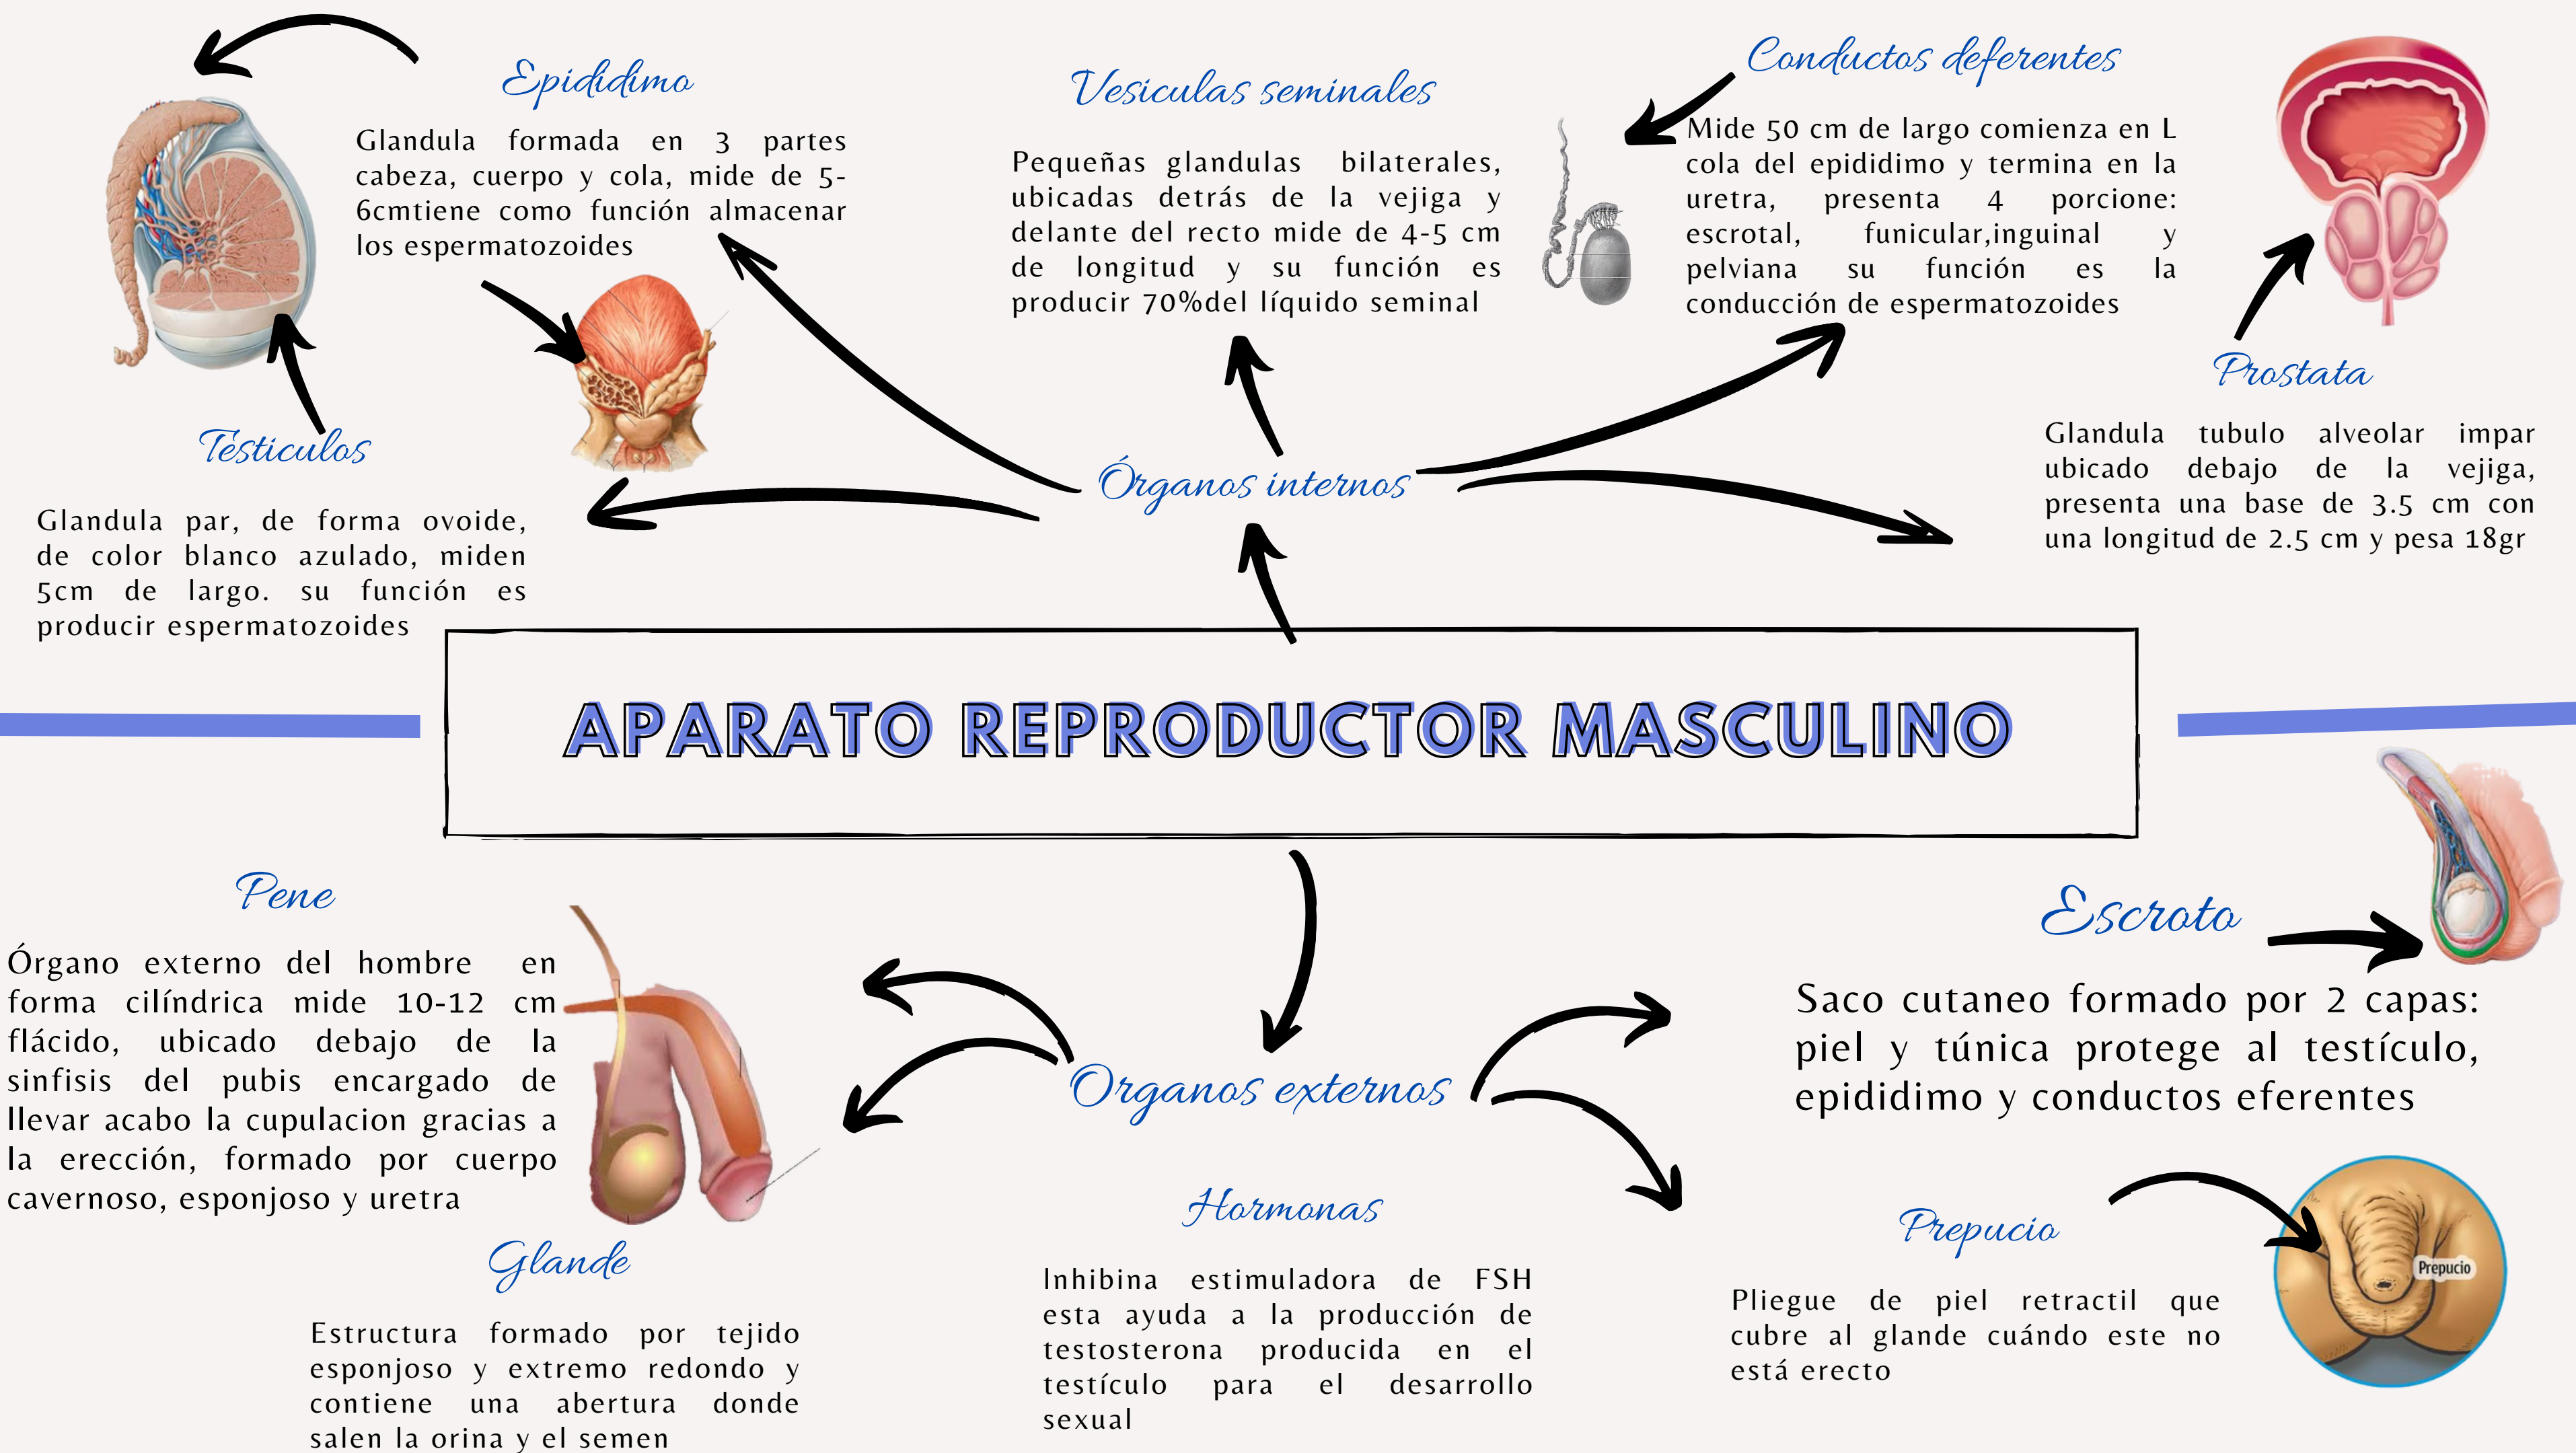 Epididimo
Glandula formada en 3 partes
cabeza, cuerpo y cola, mide de 5-
6cmtiene como función almacenar
los espermatozoides
Vesiculas seminales
Pequeñas glandulas bilaterales,
ubicadas detrás de la vejiga y
delante del recto mide de 4-5 cm
de longitud y su función es
producir 70%del líquido seminal
Conductos deferentes
Mide 50 cm de largo comienza en L
cola del epididimo y termina en la
uretra, presenta 4 porcione:
escrotal, funicular,inguinal y
pelviana su función es la
conducción de espermatozoides
Prostata
Glandula tubulo alveolar impar
ubicado debajo de la vejiga,
presenta una base de 3.5 cm con
una longitud de 2.5 cm y pesa 18gr
Testiculos
Glandula par, de forma ovoide,
de color blanco azulado, miden
5cm de largo. su función es
producir espermatozoides
Órganos internos
APARATO REPRODUCTOR MASCULINO
Pene
Órgano externo del hombre en
forma cilíndrica mide 10-12 cm
flácido, ubicado debajo de la
sinfisis del pubis encargado de
llevar acabo la cupulacion gracias a
la erección, formado por cuerpo
cavernoso, esponjoso y uretra
Glande
Estructura formado por tejido
esponjoso y extremo redondo y
contiene una abertura donde
salen la orina y el semen
Organos externos
Hormonas
Inhibina estimuladora de FSH
esta ayuda a la producción de
testosterona producida en el
testículo para el desarrollo
sexual
Escroto
Saco cutaneo formado por 2 capas:
piel y túnica protege al testículo,
epididimo y conductos eferentes
Prepucio
Pliegue de piel retractil que
cubre al glande cuándo este no
está erecto
Prepucio